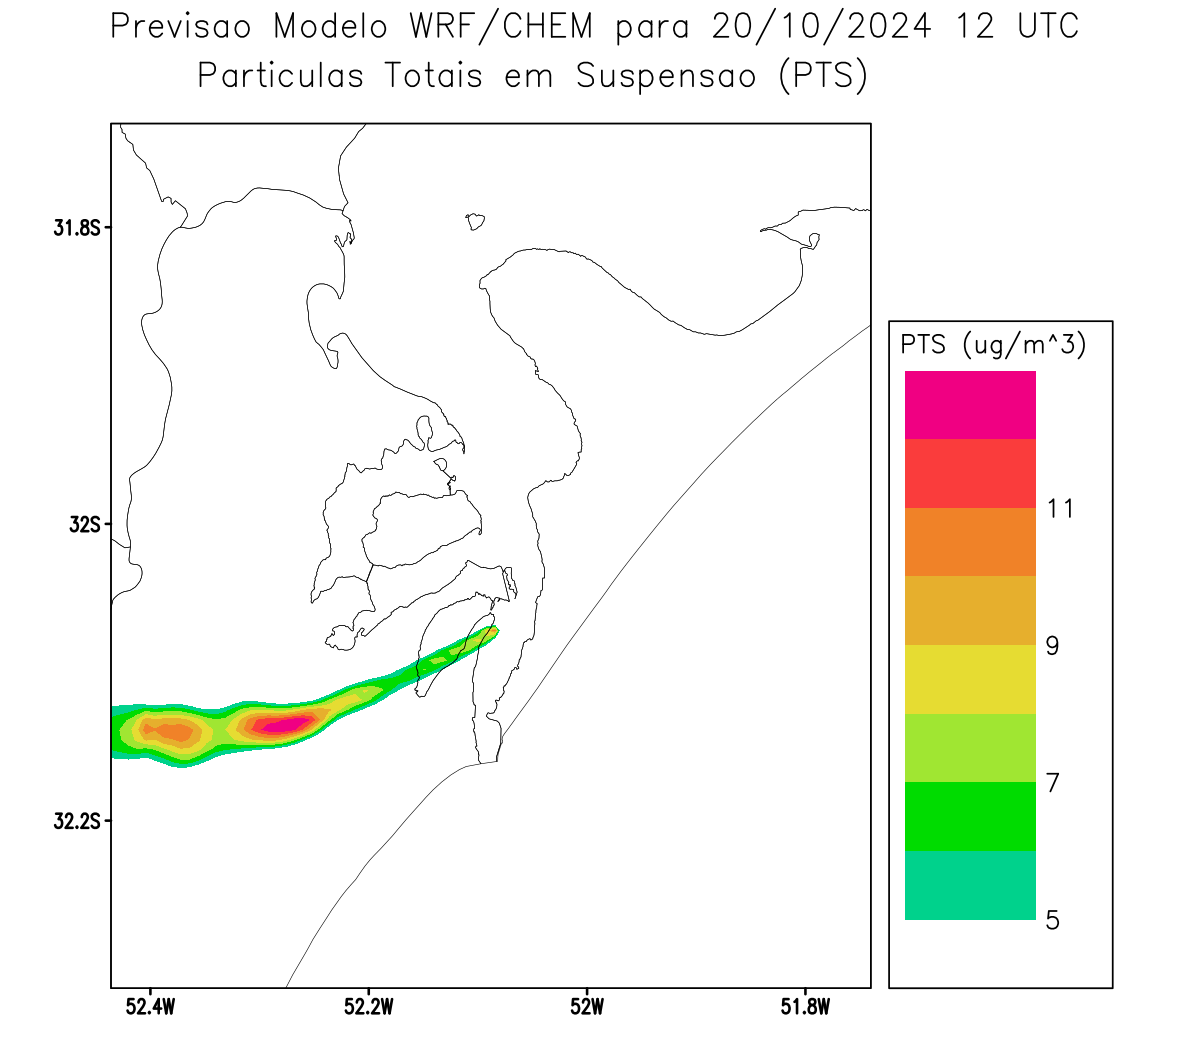 Previsao Modelo WRF/CHEM para 20/10/2024 12 UTC
Particulas Totais em Suspensao (PTS)
31.8S
32S
32.2S
52.4W
52.2W
52W
51.8W
PTS (ug/m^3)
11
9
7
5